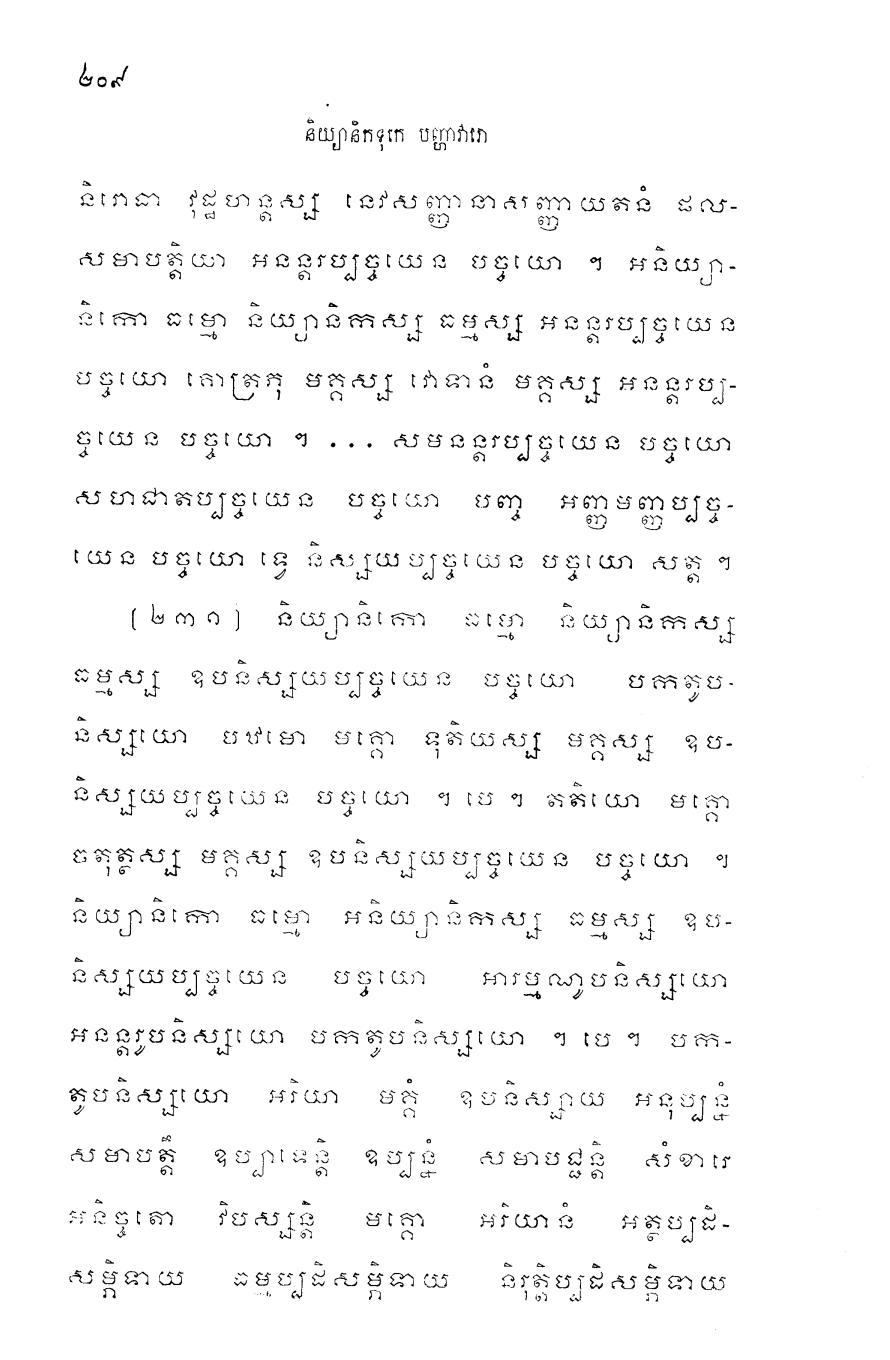 ២០៩
និយ្យានិកទុកេ បញ្ហាវារោ
និរោធា វុដ្ឋហន្តស្ស នេវសញ្ញានាសញ្ញាយតនំ ផល-
សមាបត្តិយា អនន្តរប្បច្ចយេន បច្ចយោ ។ អនិយ្យា-
និកោ ធម្មោ និយ្យានិកស្ស ធម្មស្ស អនន្តរប្បច្ចយេន
បច្ចយោ គោត្រភុ មគ្គស្ស វោទានំ មគ្គស្ស អនន្តរប្ប-
ច្ចយេន បច្ចយោ ។ ... សមនន្តរប្បច្ចយេន បច្ចយោ
សហជាតប្បច្ចយេន បច្ចយោ បញ្ច អញ្ញមញ្ញប្បច្ច-
យេន បច្ចយោ ទ្វេ និស្សយប្បច្ចយេន បច្ចយោ សត្ត ។
[២៣១] និយ្យានិកោ ធម្មោ និយ្យានិកស្ស
ធម្មស្ស ឧបនិស្សយប្បច្ចយេន បច្ចយោ បកតូប-
និស្សយោ បឋមោ មគ្គោ ទុតិយស្ស មគ្គស្ស ឧប-
និស្សយប្បច្ចយេន បច្ចយោ ។ បេ ។ តតិយោ មគ្គោ
ចតុត្ថស្ស មគ្គស្ស ឧបនិស្សយប្បច្ចយេន បច្ចយោ ។
និយ្យានិកោ ធម្មោ អនិយ្យានិកស្ស ធម្មស្ស ឧប-
និស្សយប្បច្ចយេន បច្ចយោ អារម្មណូបនិស្សយោ
អនន្តរូបនិស្សយោ បកតូបនិស្សយោ ។ បេ ។ បក-
តូបនិស្សយោ អរិយា មគ្គំ ឧបនិស្សាយ អនុប្បន្នំ
សមាបត្តឹ ឧប្បាទេន្តិ ឧប្បន្នំ សមាបជ្ជន្តិ សំខារេ
អនិច្ចតោ វិបស្សន្តិ មគ្គោ អរិយានំ អត្ថប្បដិ-
សម្ភិទាយ ធម្មប្បដិសម្ភិទាយ និរុត្តិប្បដិសម្ភិទាយ